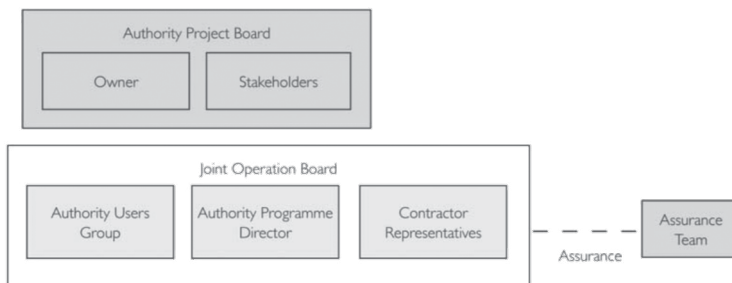 Authority Project Board
Owner
Stakeholders
Joint Operation Board
Authority Users
Group
Authority Programme
Director
Contractor
Representatives
Assurance
Assurance
Team